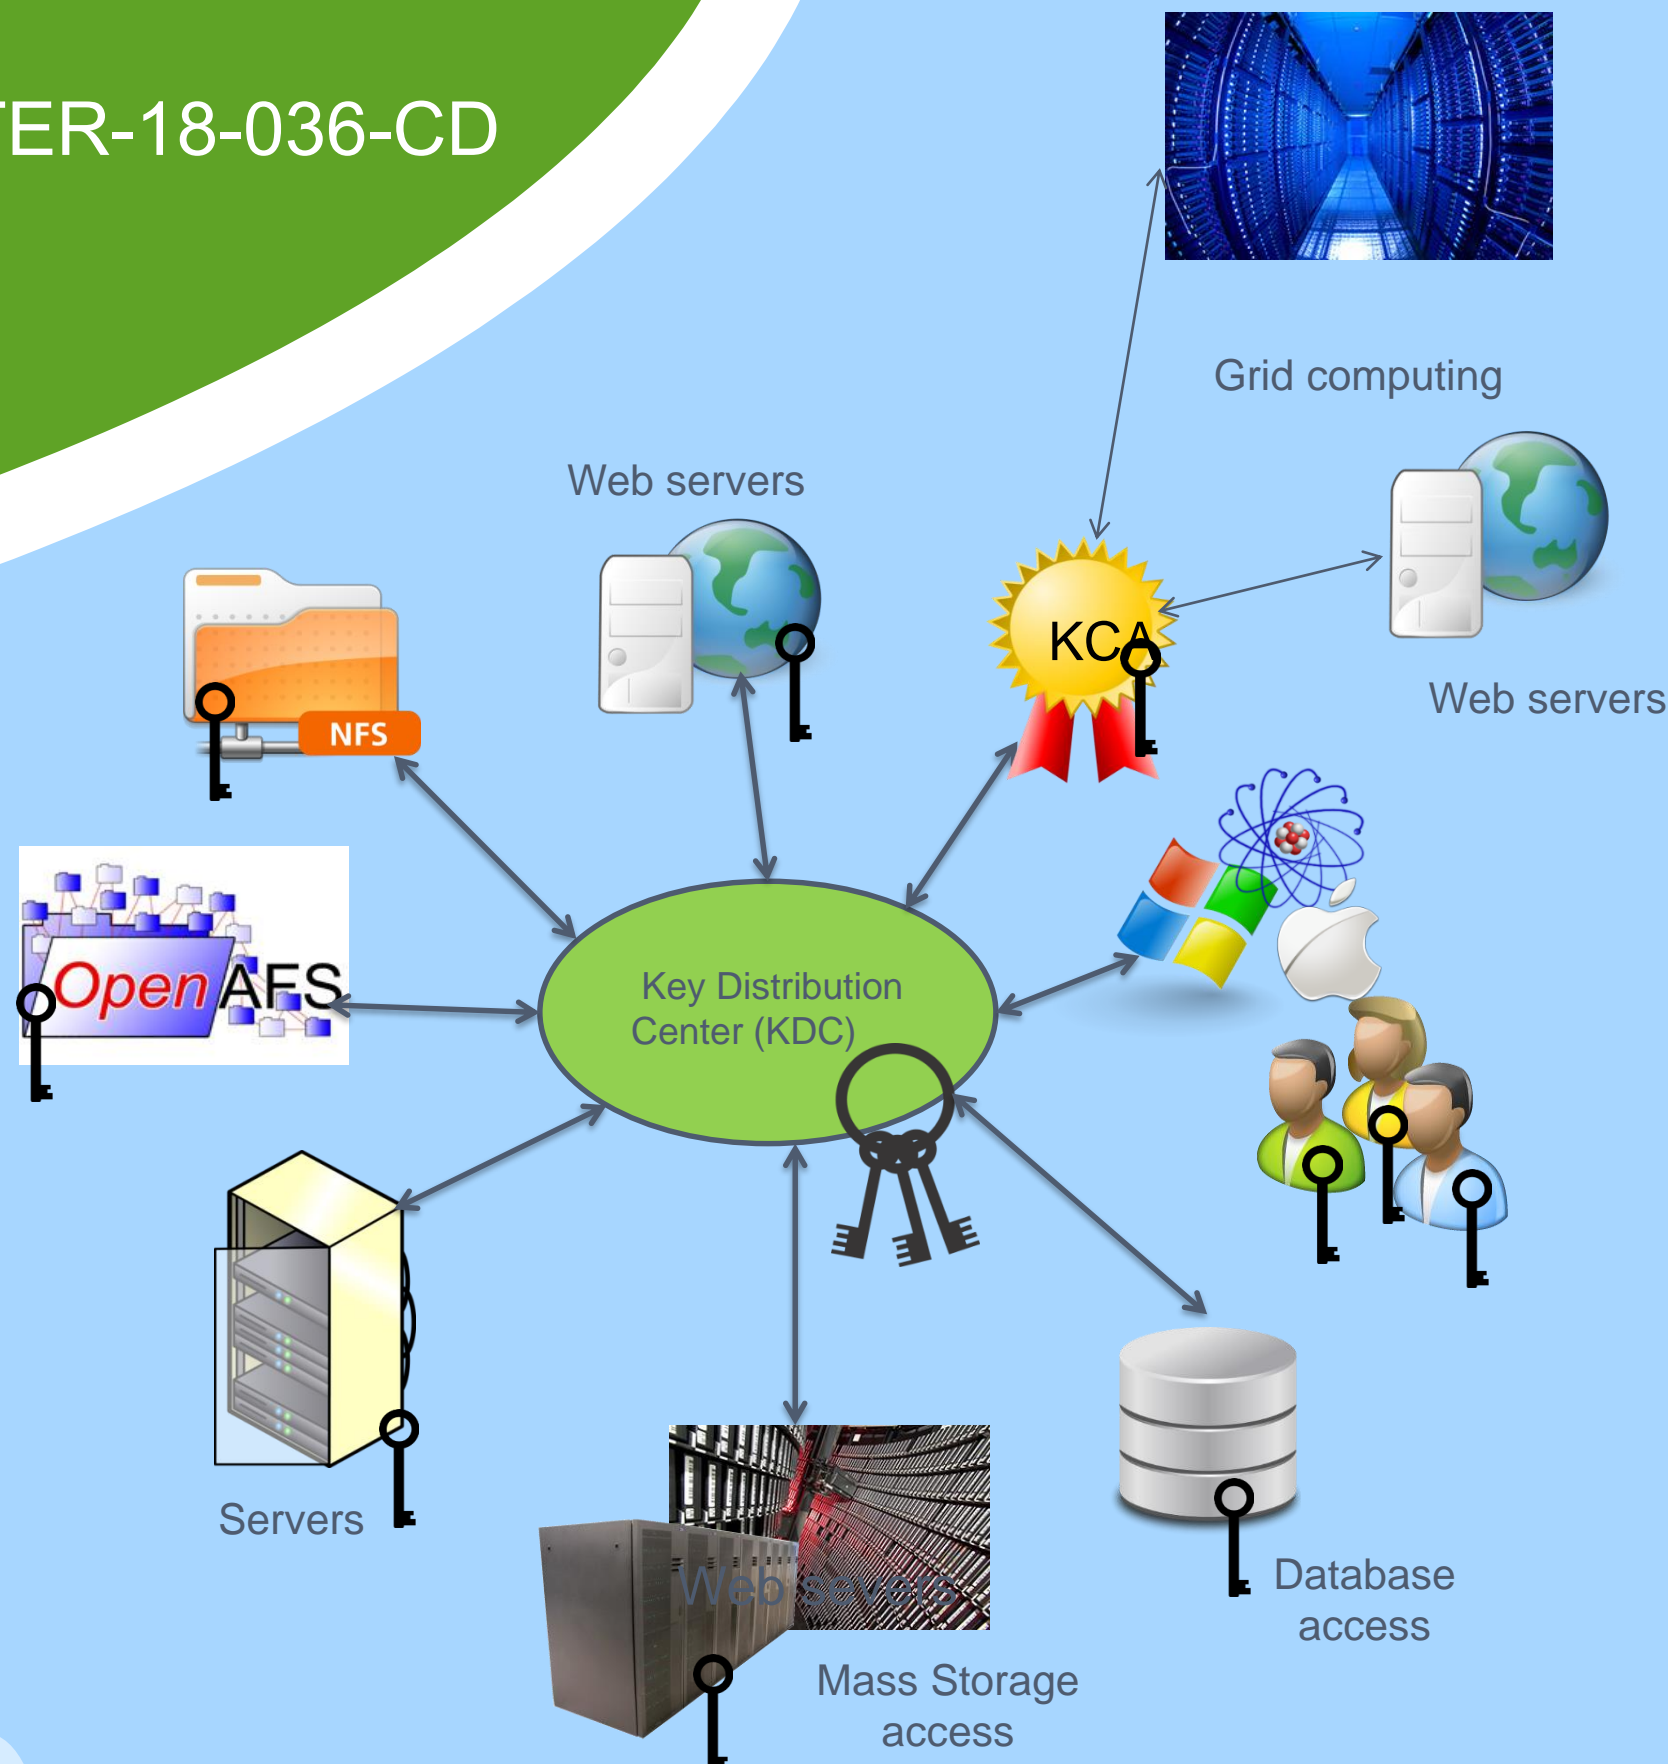 TER-18-036-CD
Grid computing
Web servers
KCA
Web servers
NFS
OpenAFS
Key Distribution
Center (KDC)
Servers
Web severs
Database
access
Mass Storage
access